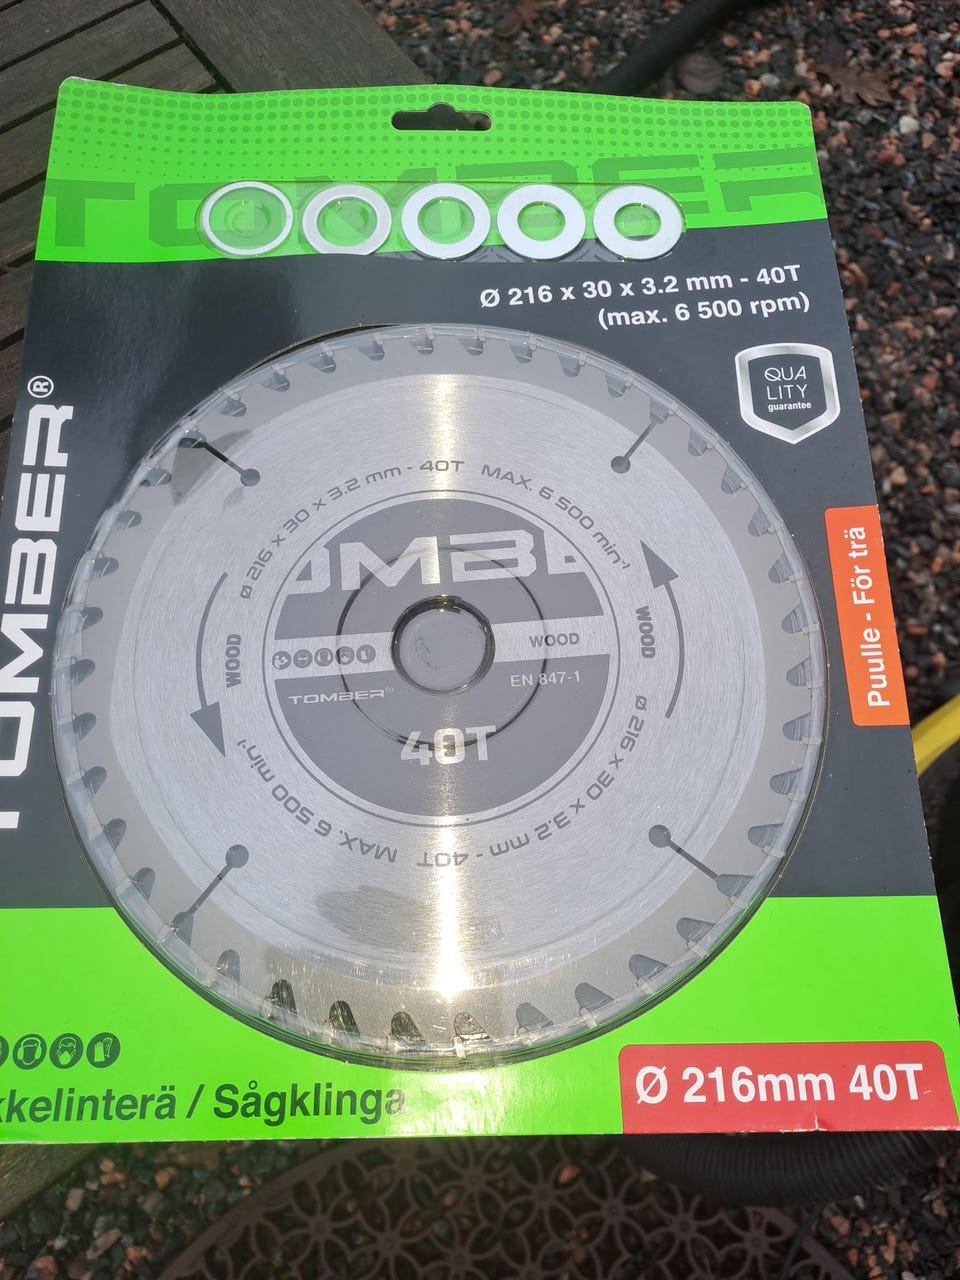 TOMBER
Ø 216 x 30 x 3.2 mm - 40T
(max. 6 500 rpm)
QUA
LITY
guarantee
TOMBER®
Puulle - För trä
Ø 216 x 30 x 3.2 mm - 40T MAX. 6 500 min-¹
OMBE
WOOD
WOOD
WOOD
TOMBER®
EN 847-1
40T
Ø 216 x 30 x 3.2 mm - 40T MAX. 6 500 min-¹
kkelinterä / Sågklinga
Ø 216mm 40T